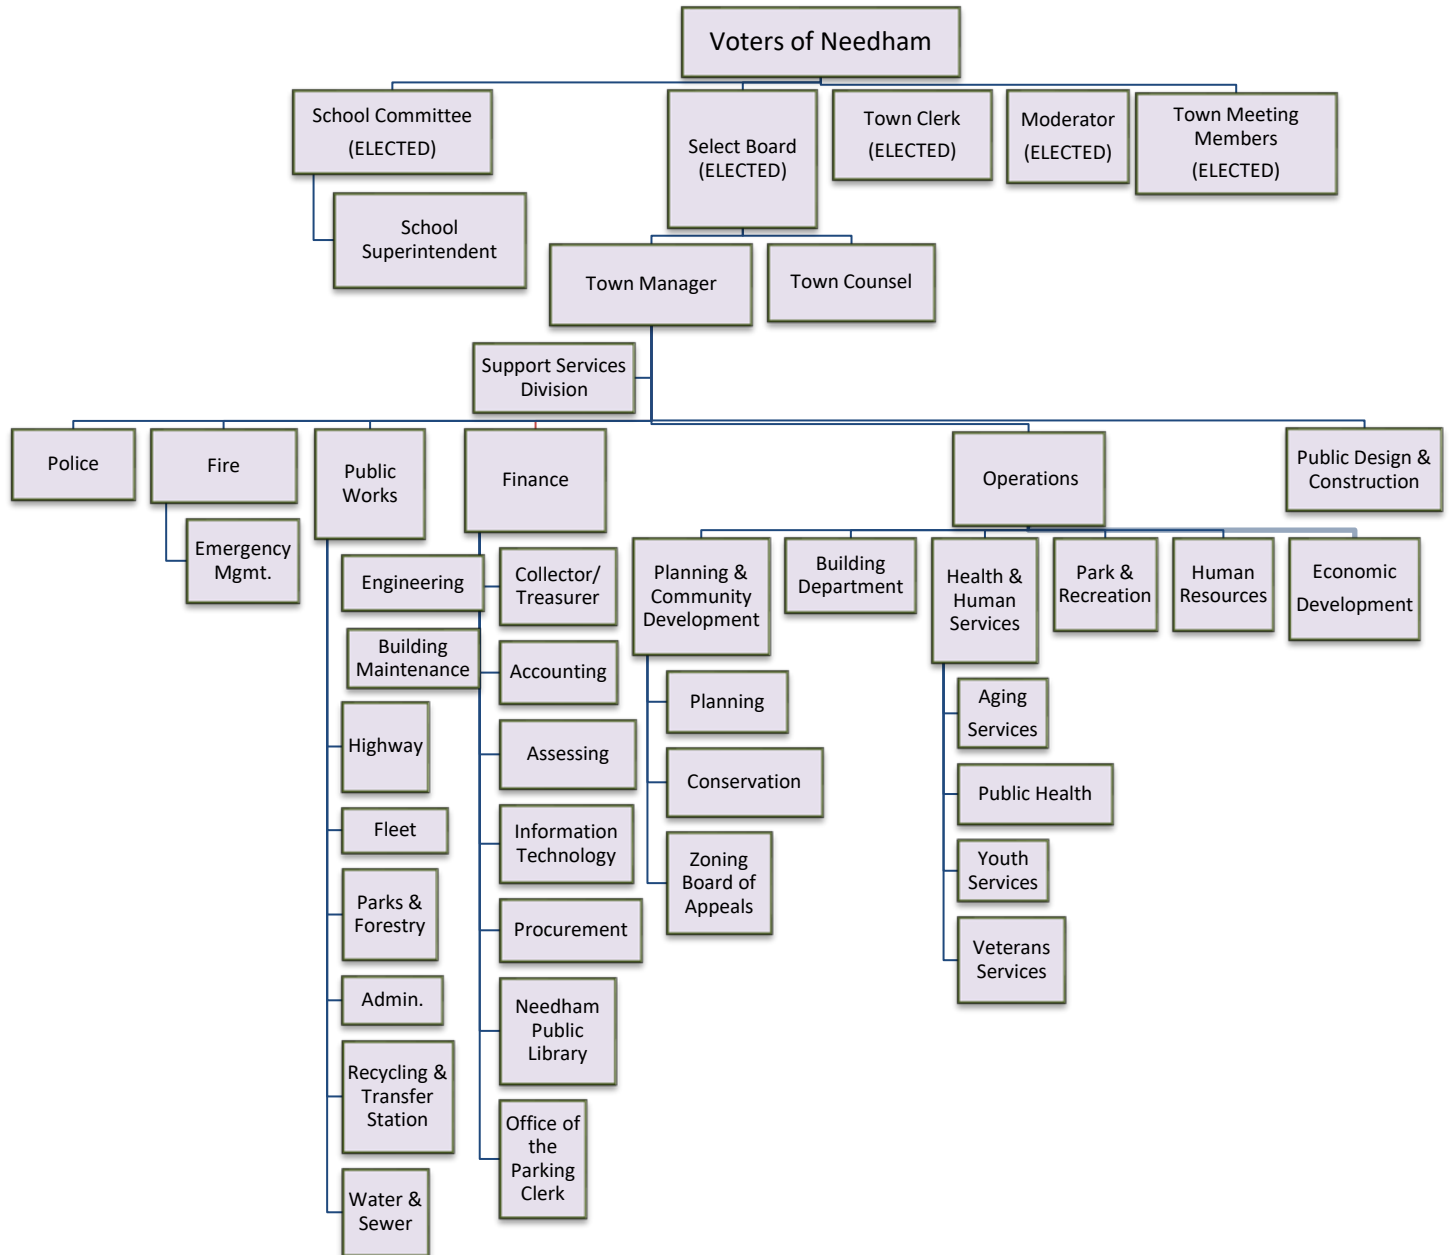 Voters of Needham
School Committee
(ELECTED)
Select Board
(ELECTED)
Town Clerk
(ELECTED)
Moderator
(ELECTED)
Town Meeting
Members
(ELECTED)
School
Superintendent
Town Manager
Town Counsel
Support Services
Division
Police
Fire
Public
Works
Finance
Operations
Public Design &
Construction
Emergency
Mgmt.
Engineering
Building
Maintenance
Highway
Fleet
Parks &
Forestry
Admin.
Recycling &
Transfer
Station
Water &
Sewer
Collector/
Treasurer
Accounting
Assessing
Information
Technology
Procurement
Needham
Public
Library
Office of
the
Parking
Clerk
Planning &
Community
Development
Building
Department
Health &
Human
Services
Park &
Recreation
Human
Resources
Economic
Development
Planning
Conservation
Zoning
Board of
Appeals
Aging
Services
Public Health
Youth
Services
Veterans
Services